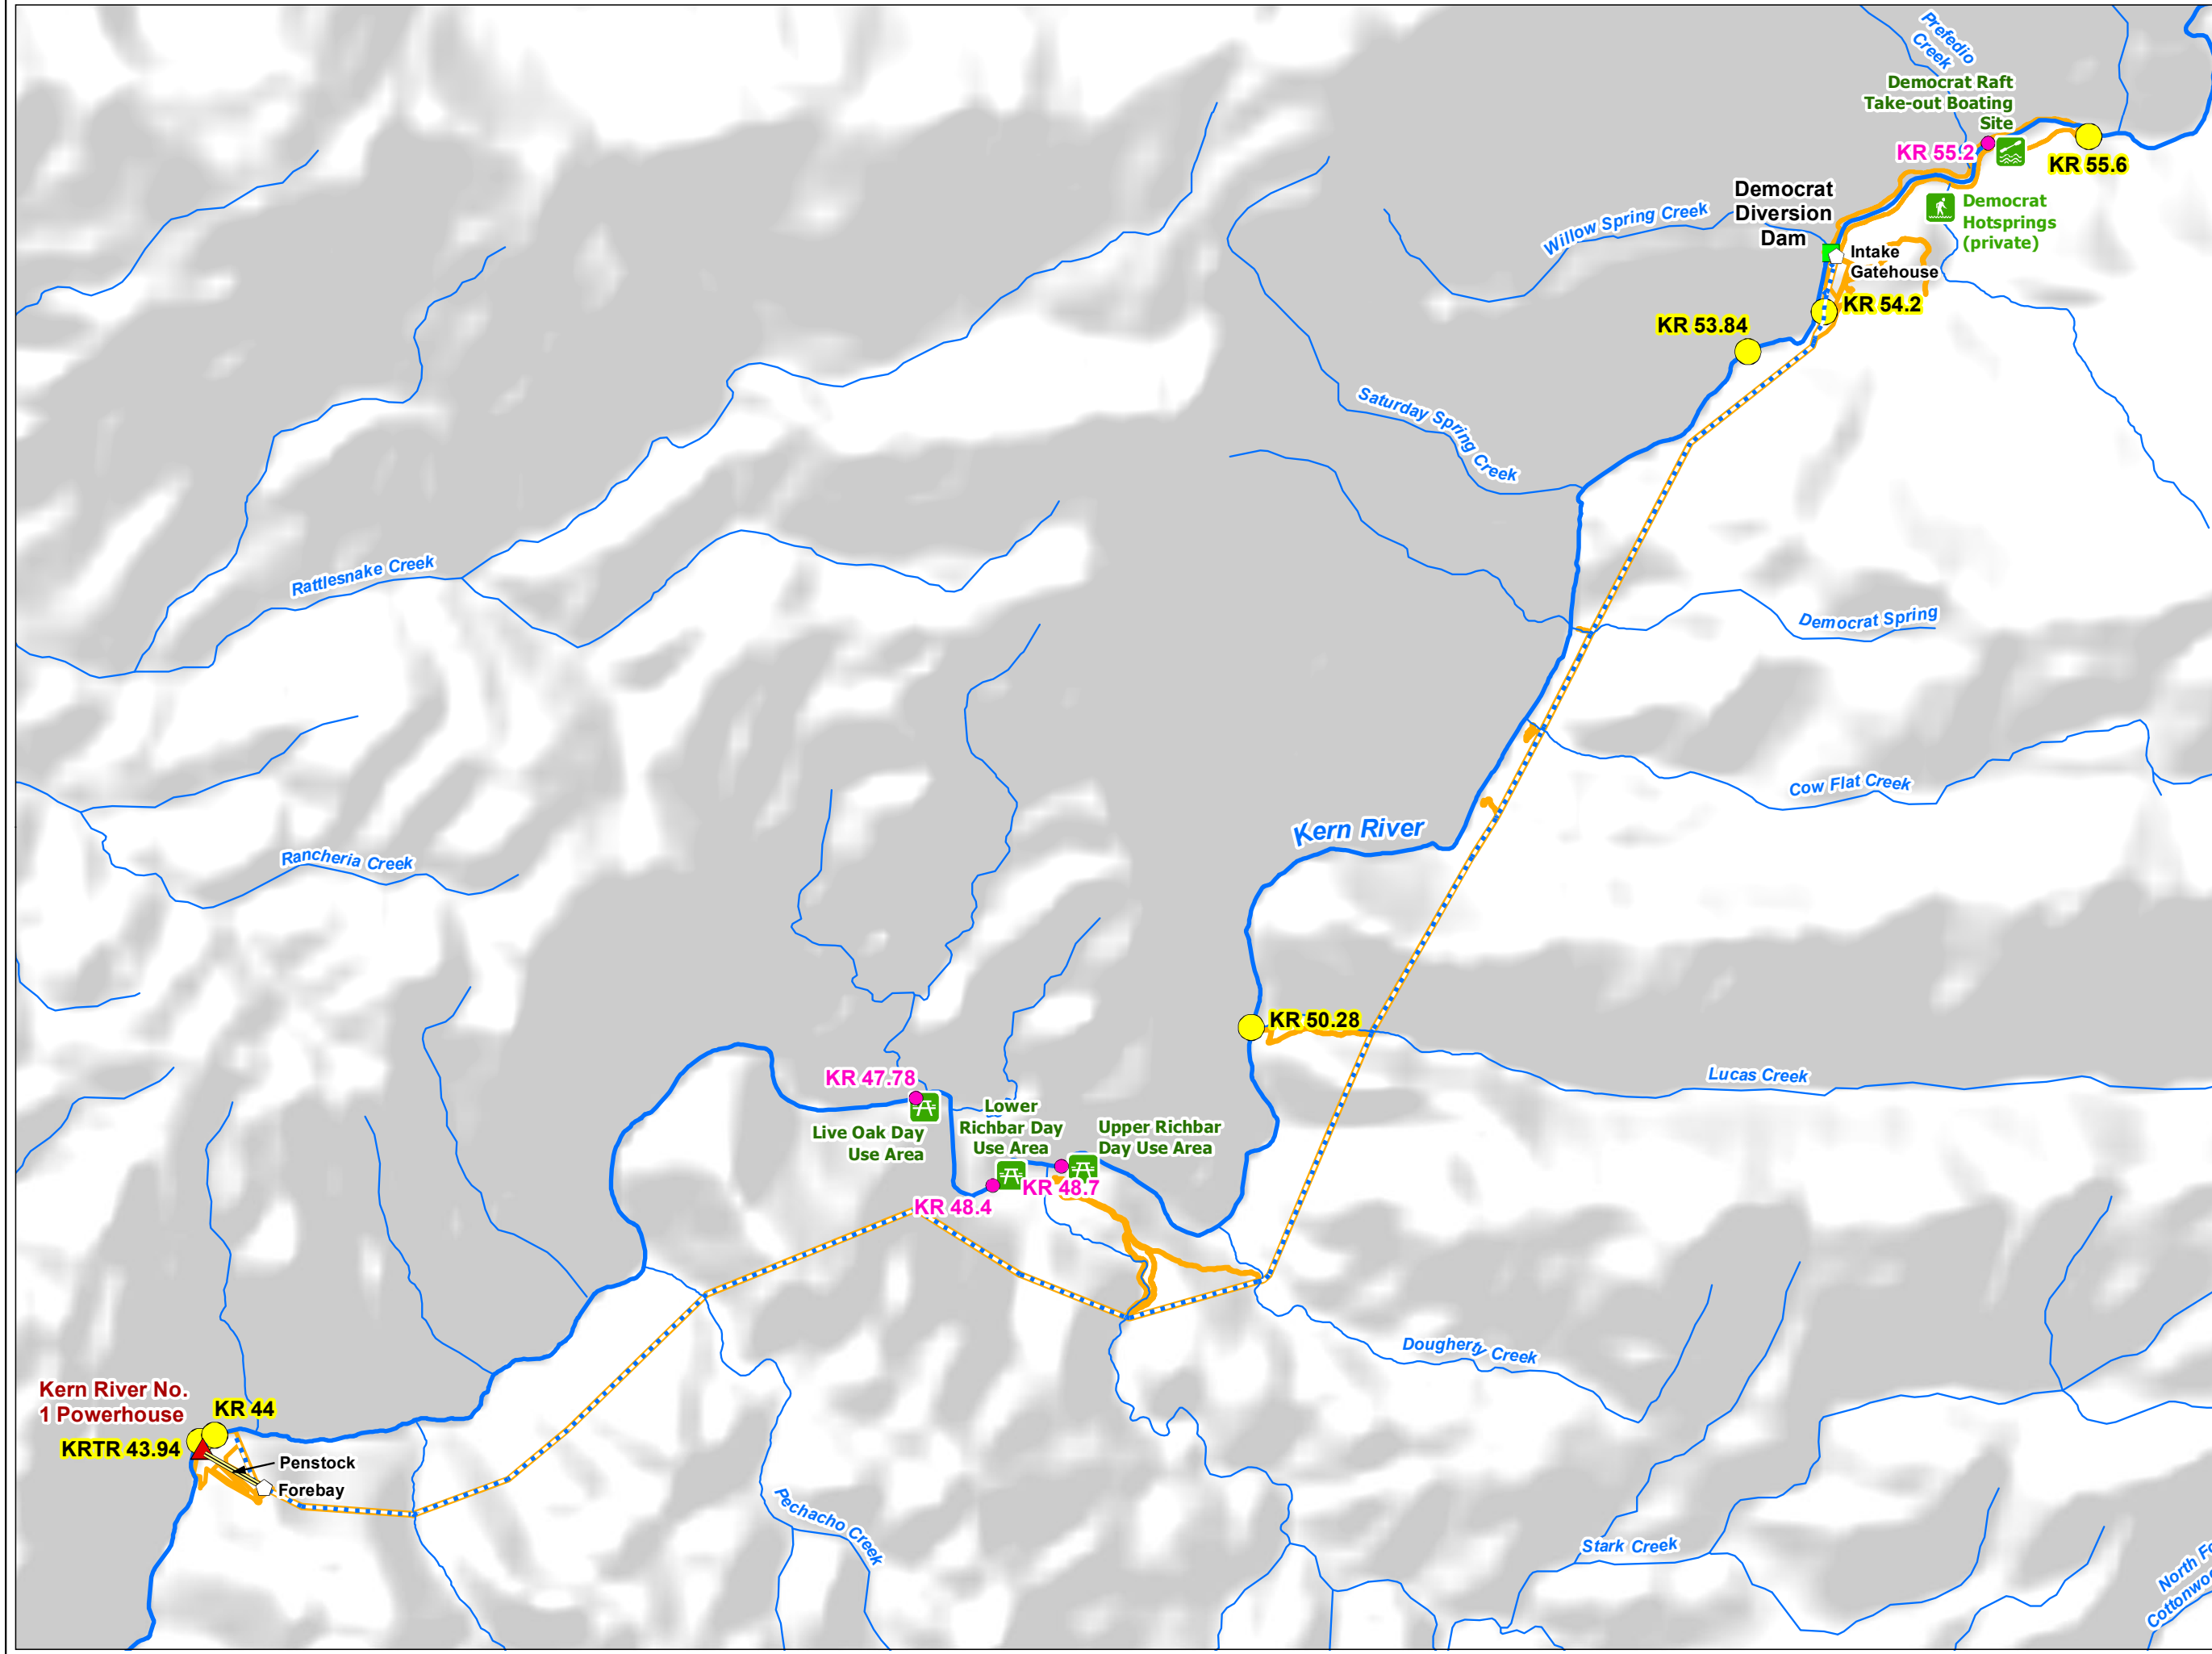 Prefedio
Creek
Democrat Raft
Take-out Boating
Site
KR 55.2
KR 55.6
Democrat
Diversion
Dam
Democrat
Hotsprings
(private)
Willow Spring Creek
Intake
Gatehouse
KR 54.2
KR 53.84
Saturday Spring Creek
Rattlesnake Creek
Democrat Spring
Cow Flat Creek
Kern River
Rancheria Creek
KR 50.28
Lucas Creek
KR 47.78
Live Oak Day
Use Area
Lower
Richbar Day
Use Area
Upper Richbar
Day Use Area
KR 48.7
KR 48.4
Dougherty Creek
Kern River No.
1 Powerhouse
KR 44
KRTR 43.94
Penstock
Forebay
Pechacho Creek
Stark Creek
North